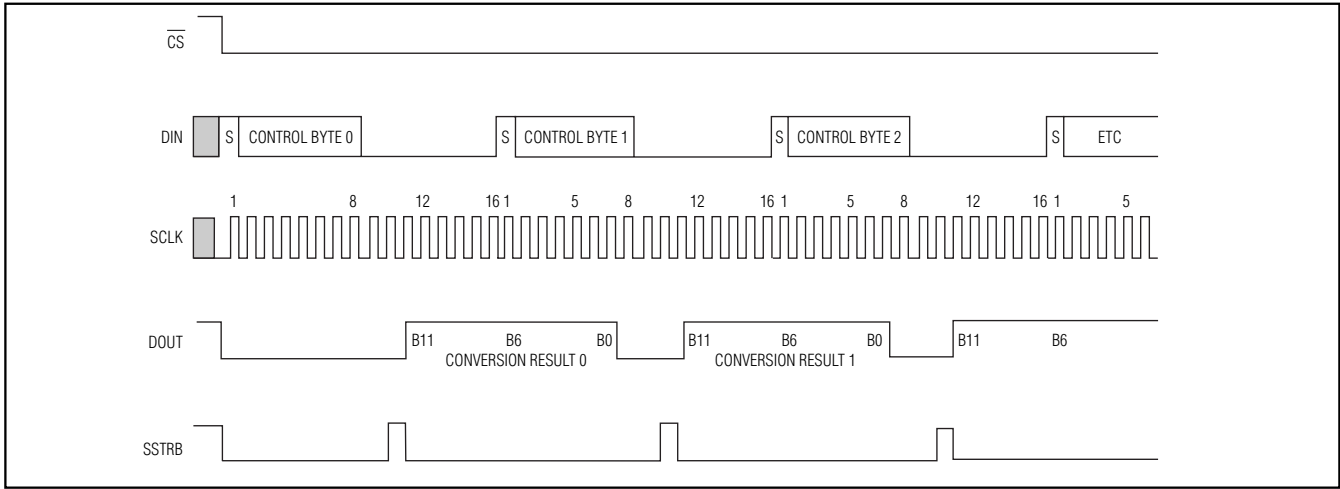 CS
DIN S CONTROL BYTE 0 S CONTROL BYTE 1 S CONTROL BYTE 2 S ETC
1 8 12 16 1 5 8 12 16 1 5 8 12 16 1 5
SCLK
DOUT B11 B6 B0 B11 B6 B0 B11 B6
CONVERSION RESULT 0 CONVERSION RESULT 1
SSTRB